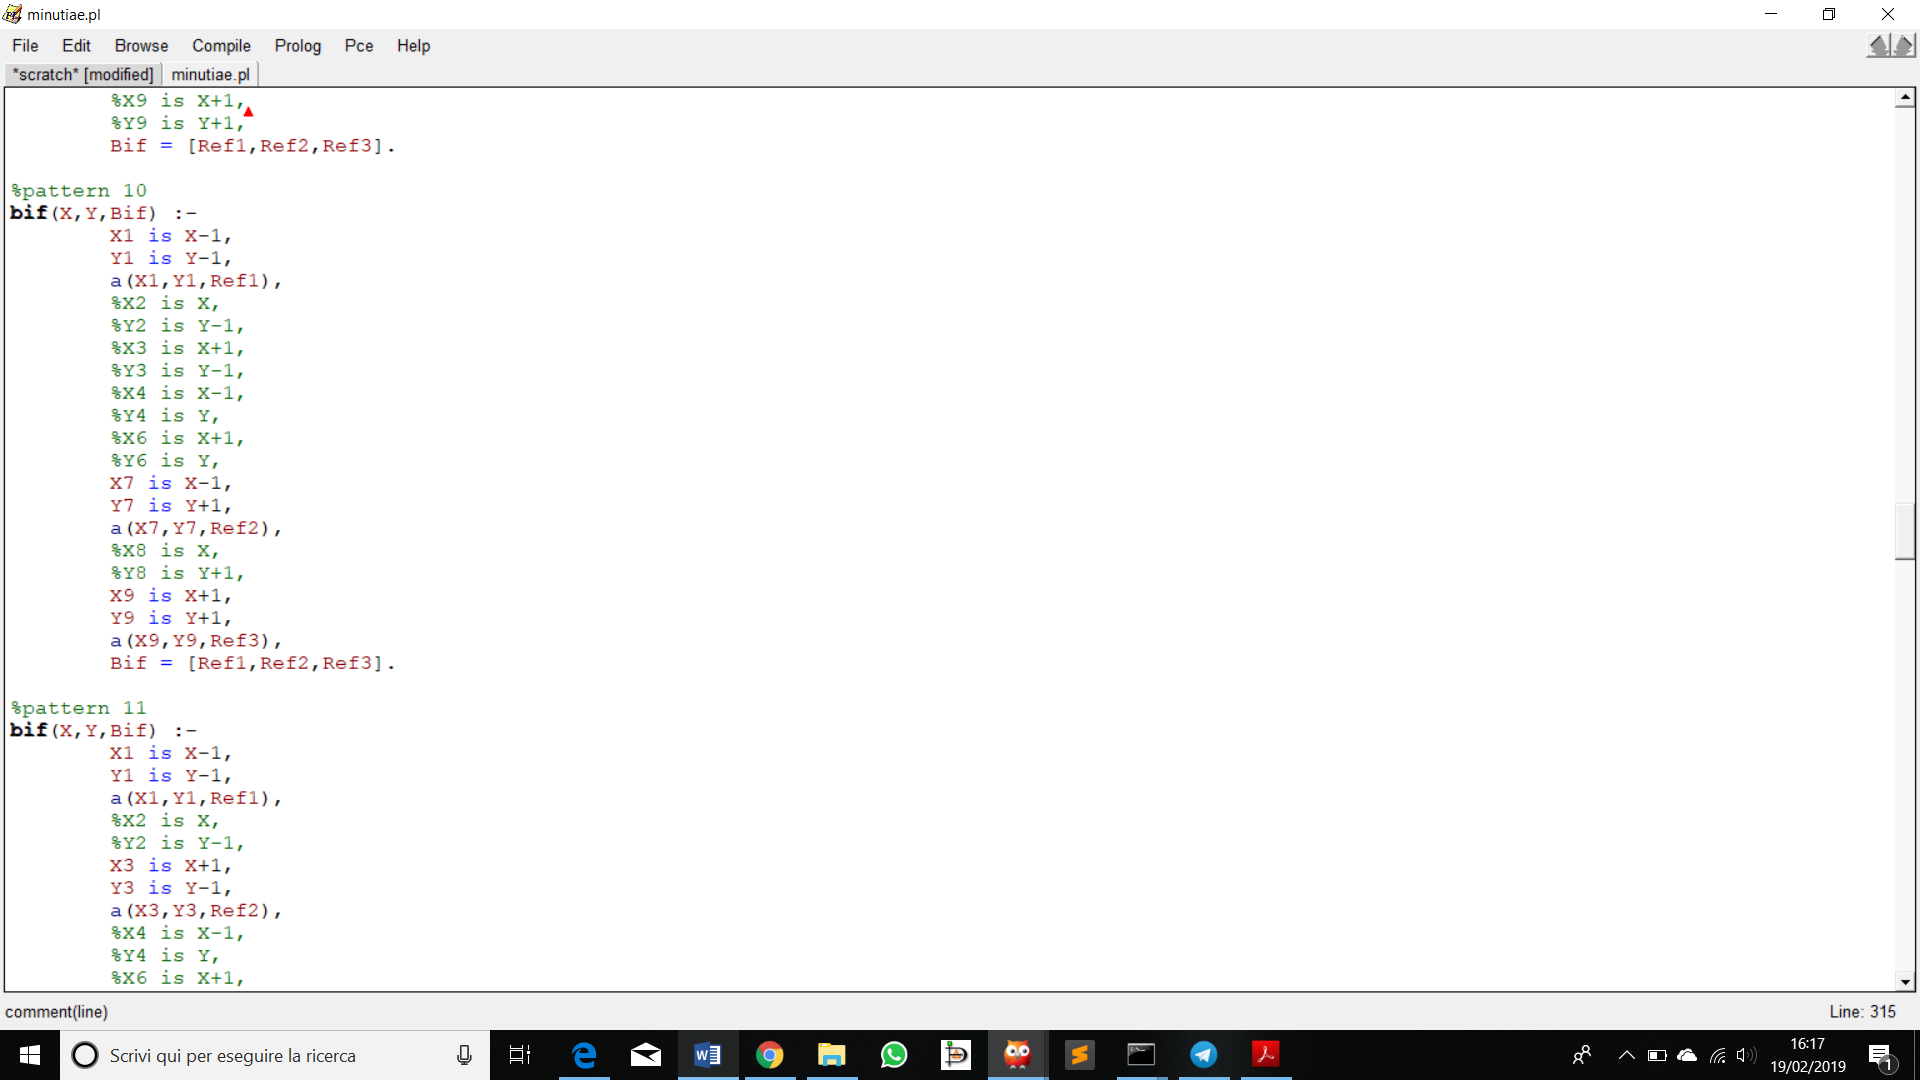 minutiae.pl
File Edit Browse Compile Prolog Pce Help
*scratch* [modified] minutiae.pl
%X9 is X+1,
%Y9 is Y+1,
Bif = [Ref1,Ref2,Ref3].
%pattern 10
bif(X,Y,Bif) :-
X1 is X-1,
Y1 is Y-1,
a(X1,Y1,Ref1),
%X2 is X,
%Y2 is Y-1,
%X3 is X+1,
%Y3 is Y-1,
%X4 is X-1,
%Y4 is Y,
%X6 is X+1,
%Y6 is Y,
X7 is X-1,
Y7 is Y+1,
a(X7,Y7,Ref2),
%X8 is X,
%Y8 is Y+1,
X9 is X+1,
Y9 is Y+1,
a(X9,Y9,Ref3),
Bif = [Ref1,Ref2,Ref3].
%pattern 11
bif(X,Y,Bif) :-
X1 is X-1,
Y1 is Y-1,
a(X1,Y1,Ref1),
%X2 is X,
%Y2 is Y-1,
X3 is X+1,
Y3 is Y-1,
a(X3,Y3,Ref2),
%X4 is X-1,
%Y4 is Y,
%X6 is X+1,
comment(line) Line: 315
Scrivi qui per eseguire la ricerca
16:17
19/02/2019
1